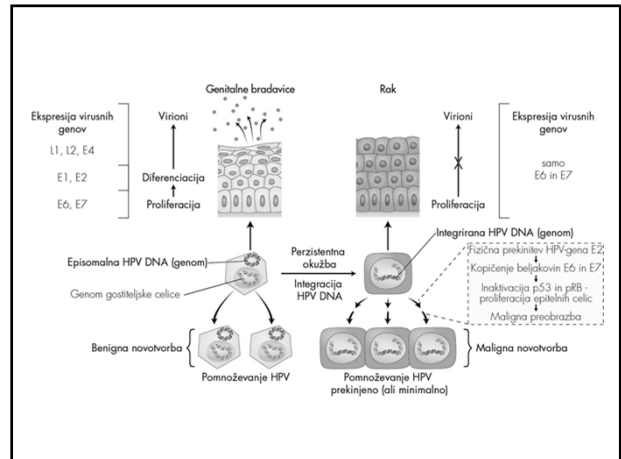 Genitalne bradavice
Rak
Ekspresija virusnih
genov
L1, L2, E4
E1, E2
E6, E7
Virioni
Diferenciacija
Proliferacija
Virioni
Proliferacija
Ekspresija virusnih
genov
samo
E6 in E7
Episomalna HPV DNA (genom)
Genom gostiteljske celice
Perzistentna
okužba
Integracija
HPV DNA
Integrirana HPV DNA (genom)
Fizična prekinitev HPV-gena E2
Kopičenje beljakovin E6 in E7
Inaktivacija p53 in pRB -
proliferacija epitelnih celic
Maligna preobrazba
Benigna novotvorba
Pomnoževanje HPV
Pomnoževanje HPV
prekinjeno (ali minimalno)
Maligna novotvorba